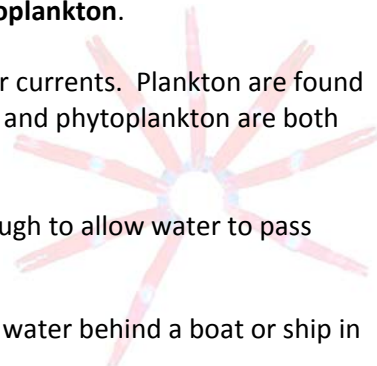 oplankton.
r currents. Plankton are found
and phytoplankton are both
ugh to allow water to pass
water behind a boat or ship in